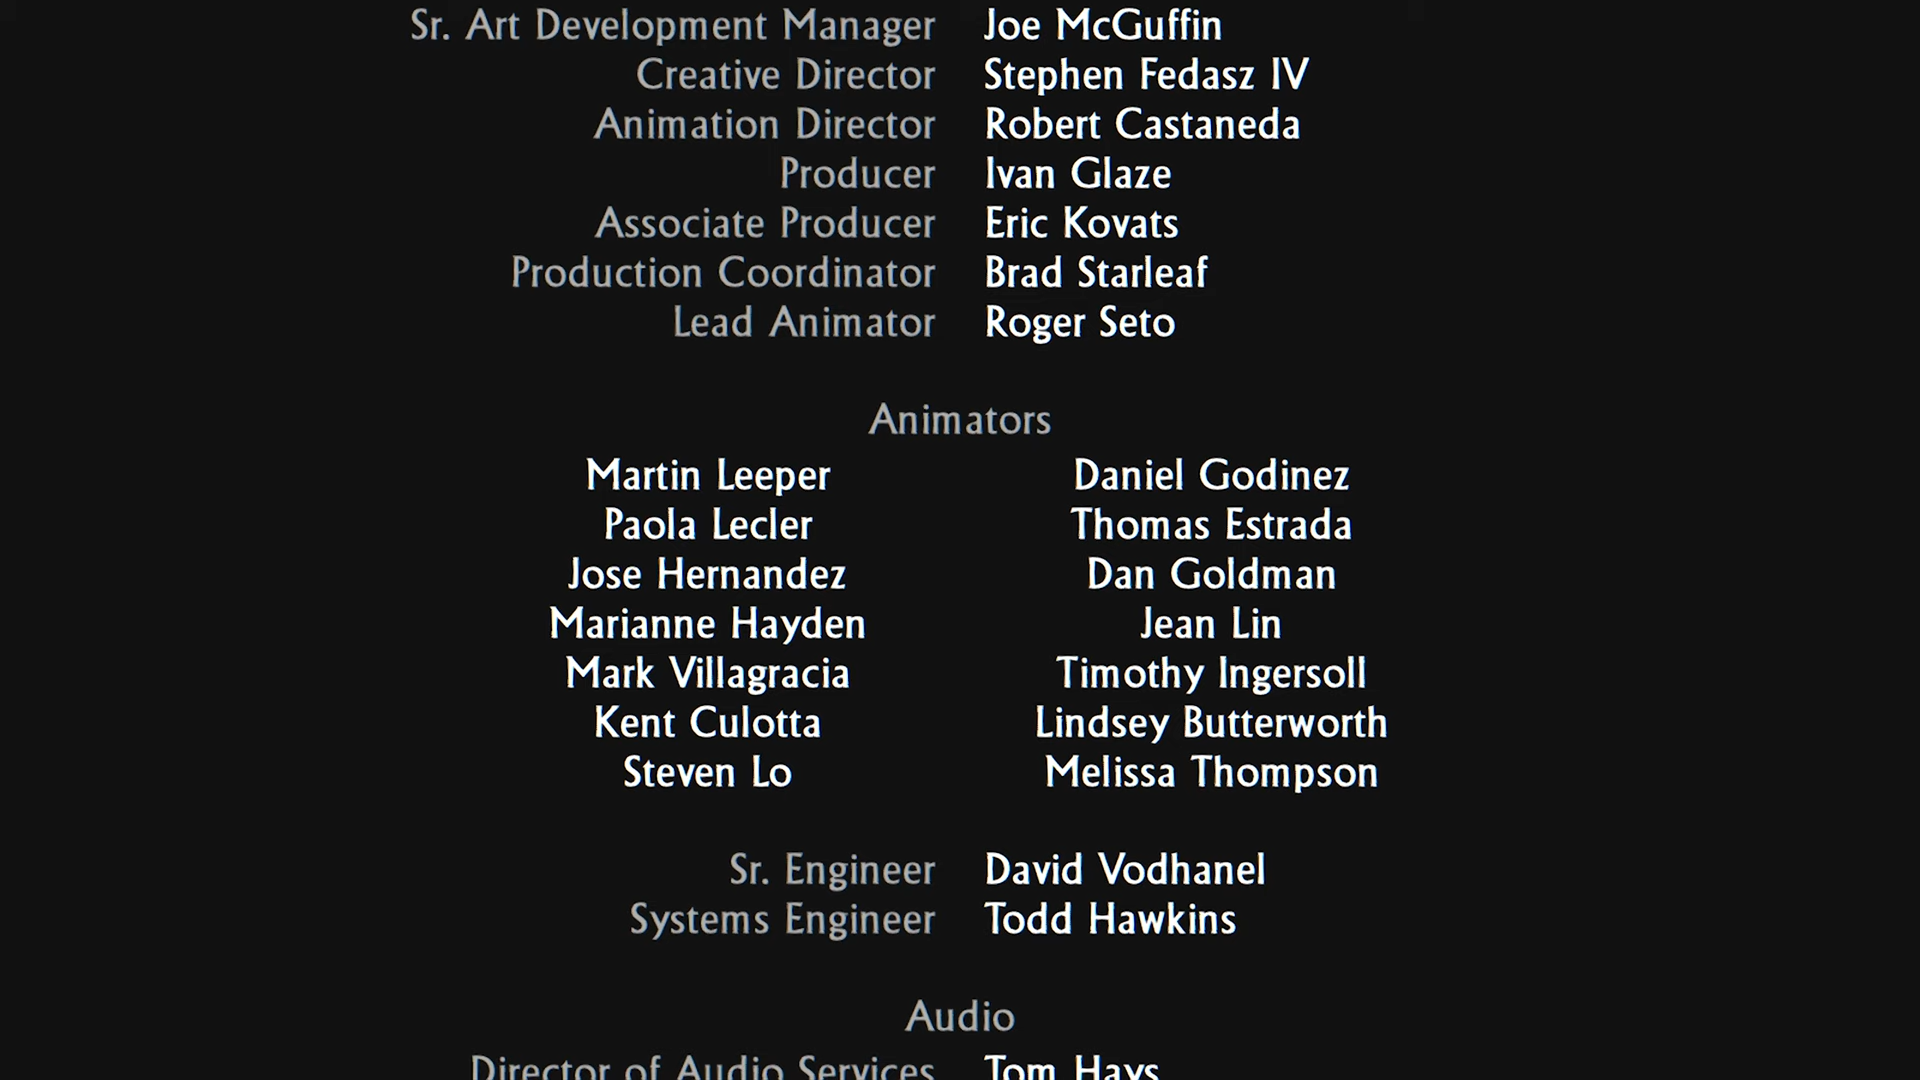 Sr. Art Development Manager Joe McGuffin
Creative Director Stephen Fedasz IV
Animation Director Robert Castaneda
Producer Ivan Glaze
Associate Producer Eric Kovats
Production Coordinator Brad Starleaf
Lead Animator Roger Seto
Animators
Martin Leeper Daniel Godinez
Paola Lecler Thomas Estrada
Jose Hernandez Dan Goldman
Marianne Hayden Jean Lin
Mark Villagracia Timothy Ingersoll
Kent Culotta Lindsey Butterworth
Steven Lo Melissa Thompson
Sr. Engineer David Vodhanel
Systems Engineer Todd Hawkins
Audio
Director of Audio Services Tom Hays